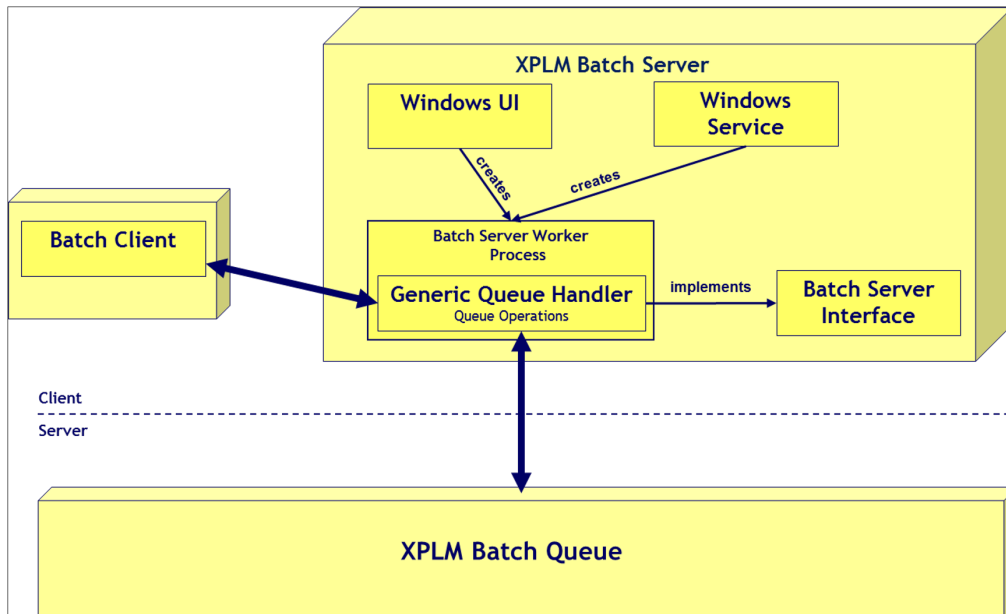 XPLM Batch Server
Windows UI
Windows
Service
creates
creates
Batch Client
Batch Server Worker
Process
Generic Queue Handler
Queue Operations
implements
Batch Server
Interface
Client
Server
XPLM Batch Queue